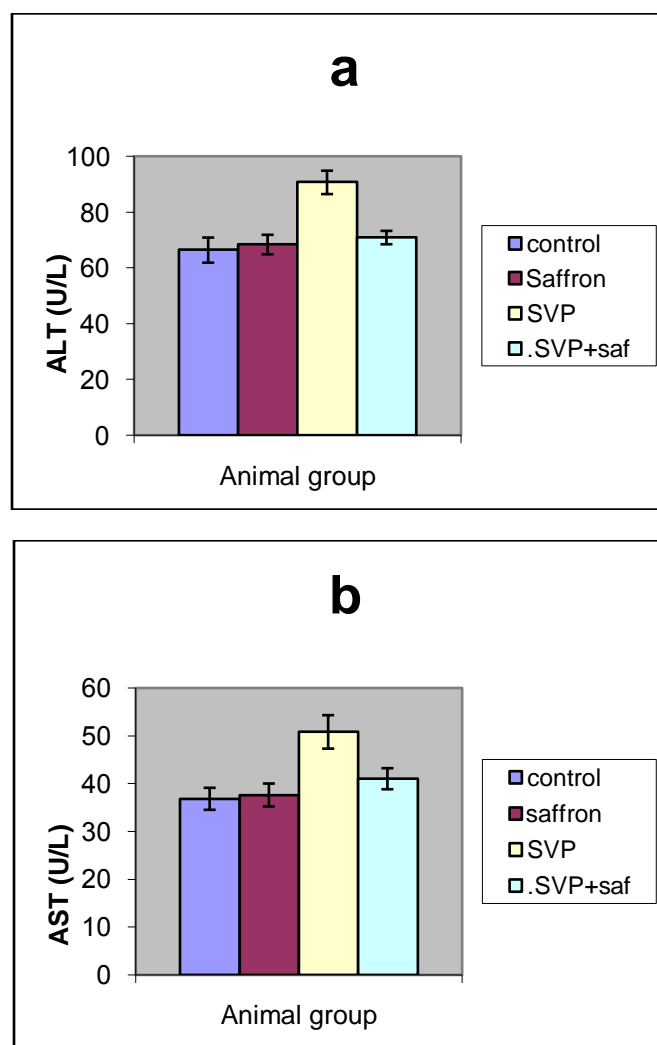 a
100
80
60
40
20
0
ALT (U/L)
Animal group
control
Saffron
SVP
.SVP+saf
b
60
50
40
30
20
10
0
AST (U/L)
Animal group
control
saffron
SVP
.SVP+saf